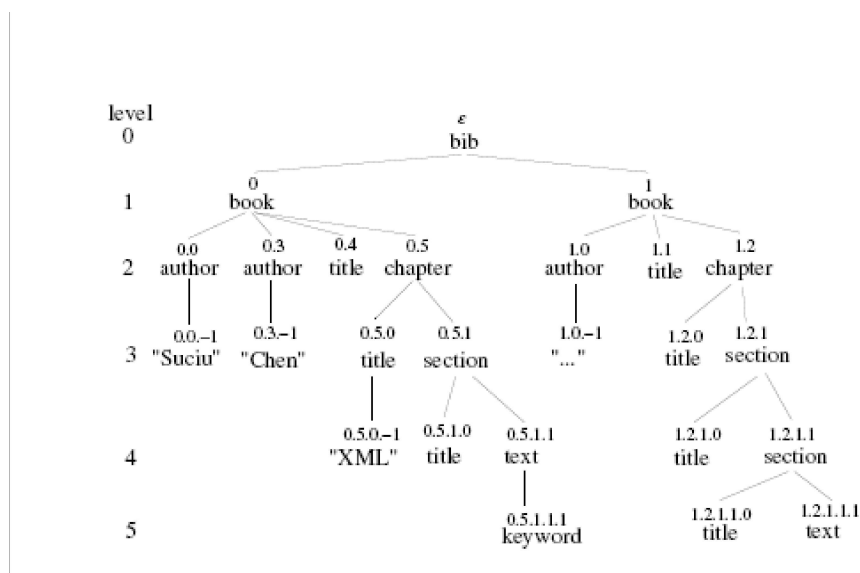 level
0
ε
bib
1
0
book
1
book
2
0.0
author
0.3
author
0.4
title
0.5
chapter
1.0
author
1.1
title
1.2
chapter
3
0.0.–1
"Suciu"
0.3.–1
"Chen"
0.5.0
title
0.5.1
section
1.0.–1
"..."
1.2.0
title
1.2.1
section
4
0.5.0.–1
"XML"
0.5.1.0
title
0.5.1.1
text
1.2.1.0
title
1.2.1.1
section
5
0.5.1.1.1
keyword
1.2.1.1.0
title
1.2.1.1.1
text